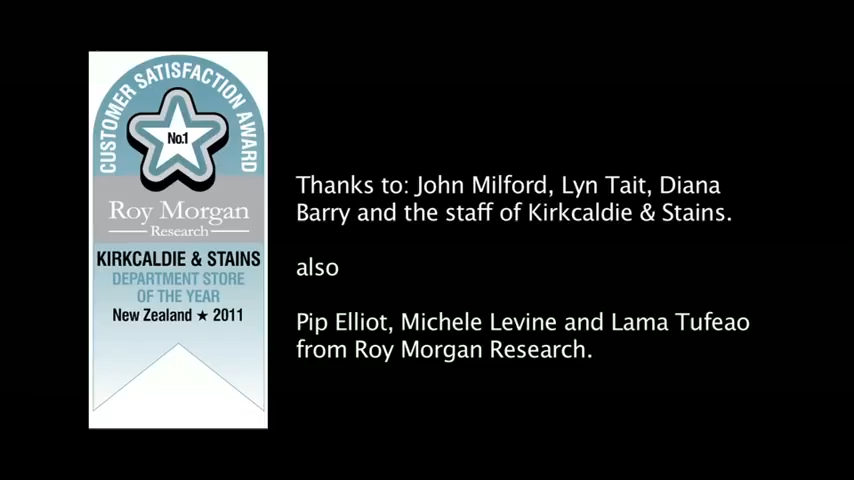 CUSTOMER SATISFACTION AWARD
No.1
Roy Morgan
Research
KIRKCALDIE & STAINS
DEPARTMENT STORE
OF THE YEAR
New Zealand ★ 2011
Thanks to: John Milford, Lyn Tait, Diana
Barry and the staff of Kirkcaldie & Stains.
also
Pip Elliot, Michele Levine and Lama Tufeao
from Roy Morgan Research.